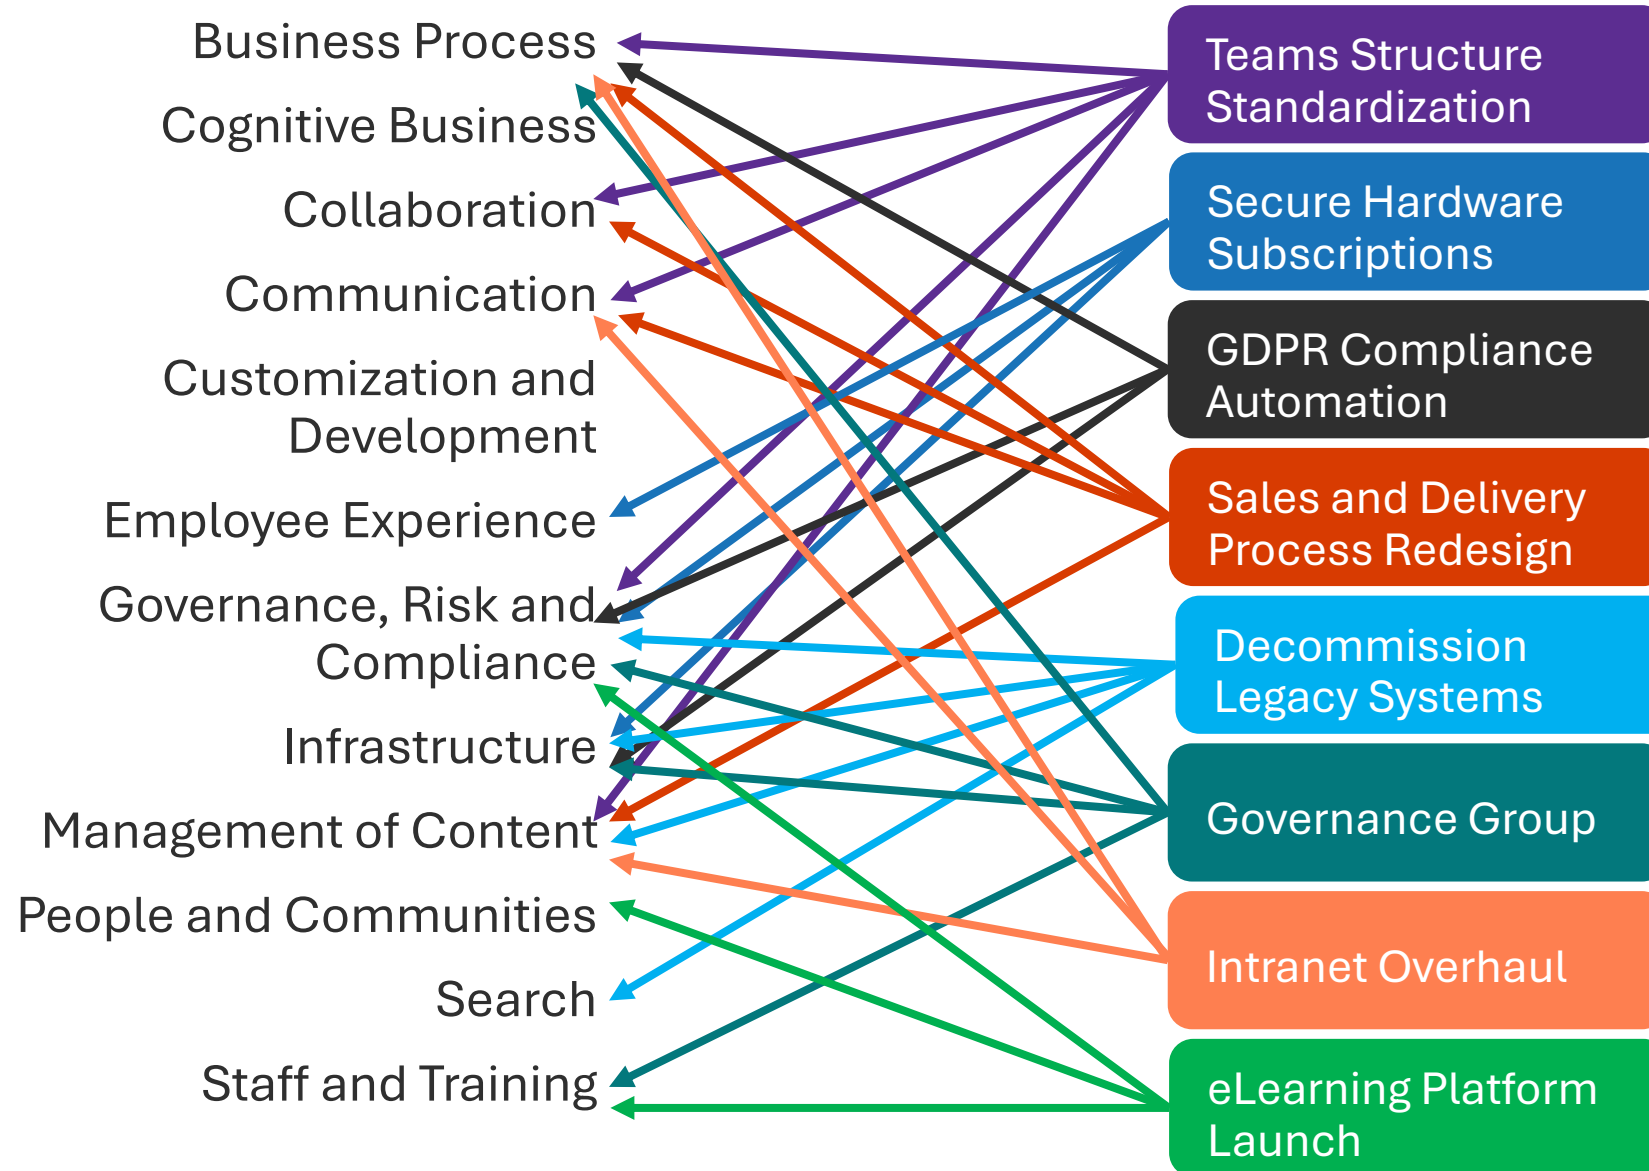 Business Process
Cognitive Business
Collaboration
Communication
Customization and
Development
Employee Experience
Governance, Risk and
Compliance
Infrastructure
Management of Content
People and Communities
Search
Staff and Training
Teams Structure
Standardization
Secure Hardware
Subscriptions
GDPR Compliance
Automation
Sales and Delivery
Process Redesign
Decommission
Legacy Systems
Governance Group
Intranet Overhaul
eLearning Platform
Launch